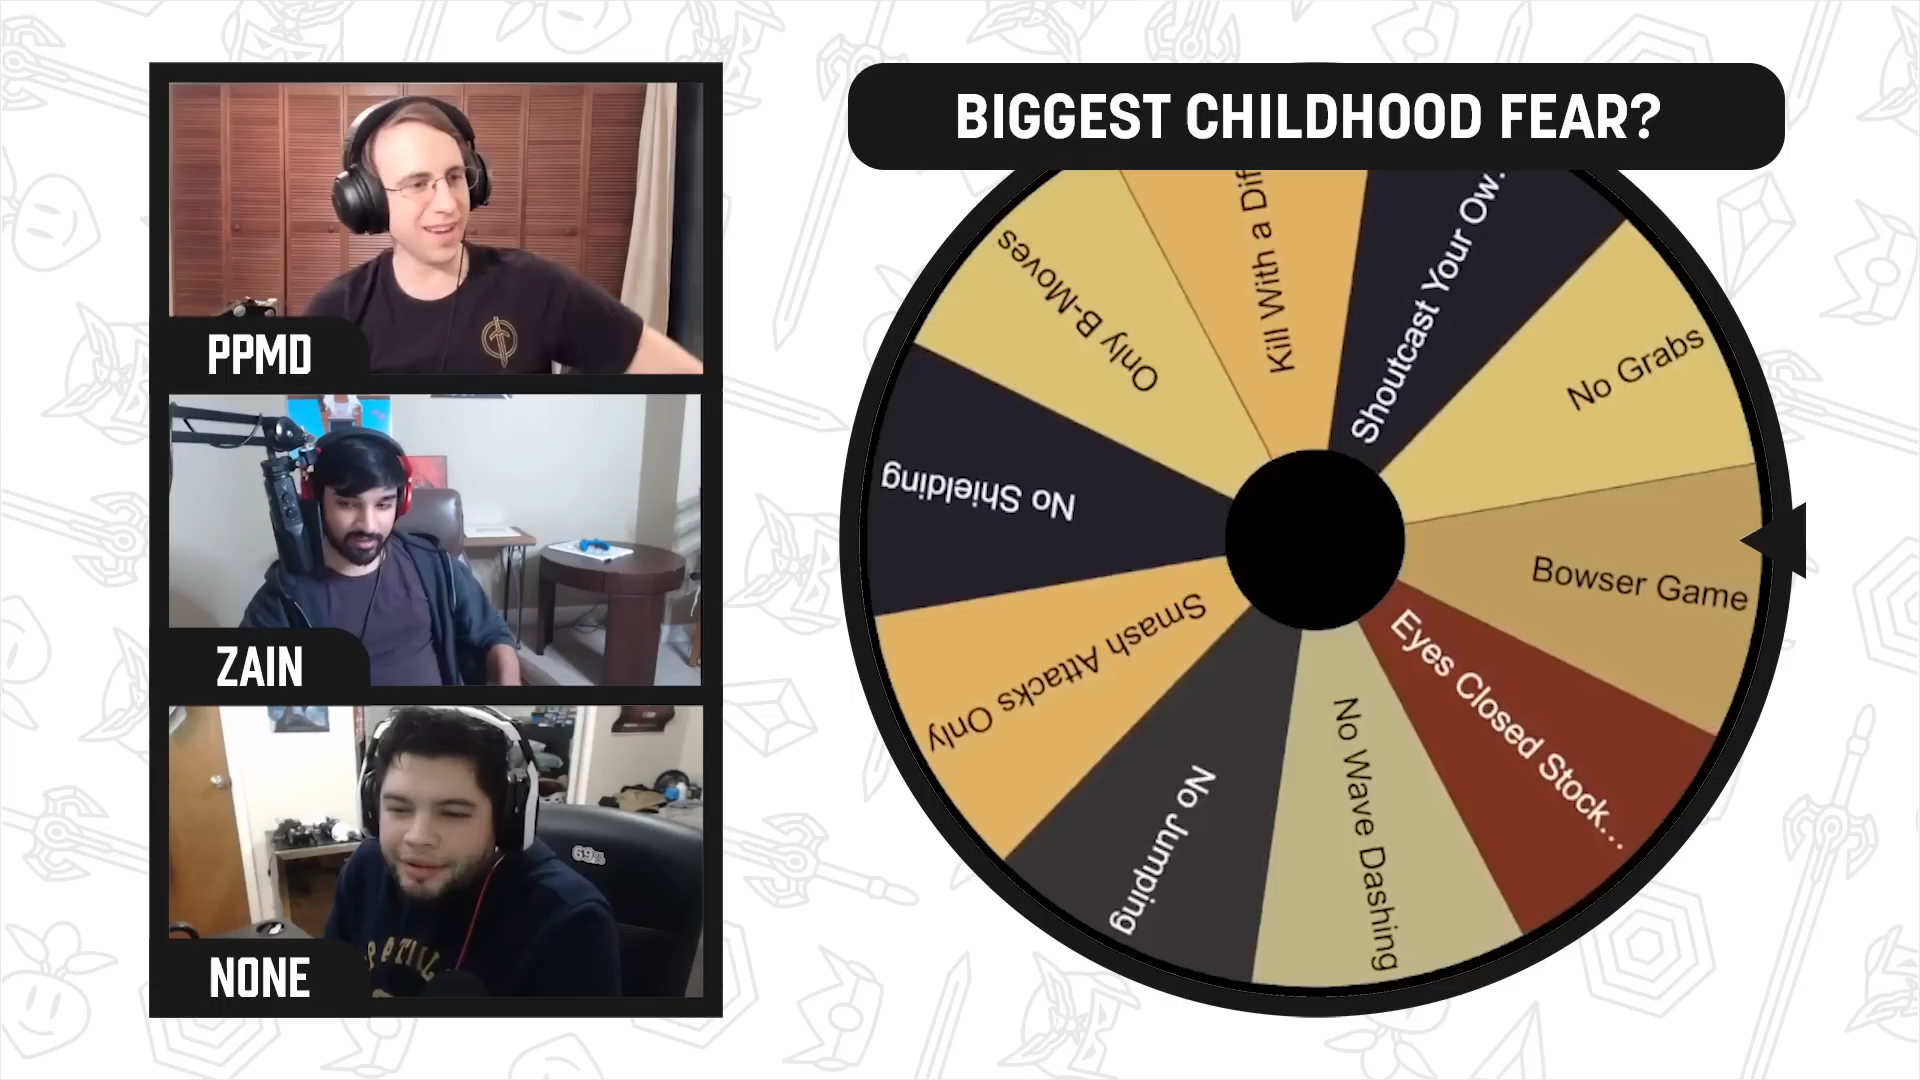 BIGGEST CHILDHOOD FEAR?
PPMD
ZAIN
NONE
69%
Kill With a Dif
Shoutcast Your Ow...
No Grabs
Bowser Game
Eyes Closed Stock...
No Wave Dashing
No Jumping
Smash Attacks Only
No Shielding
Only B-Moves